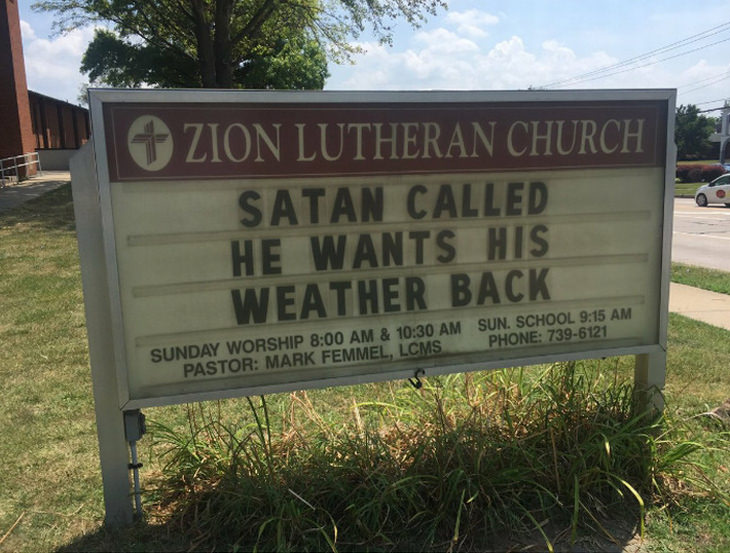 ZION LUTHERAN CHURCH
SATAN CALLED
HE WANTS HIS
WEATHER BACK
SUNDAY WORSHIP 8:00 AM & 10:30 AM SUN. SCHOOL 9:15 AM
PASTOR: MARK FEMMEL, LCMS PHONE: 739-6121